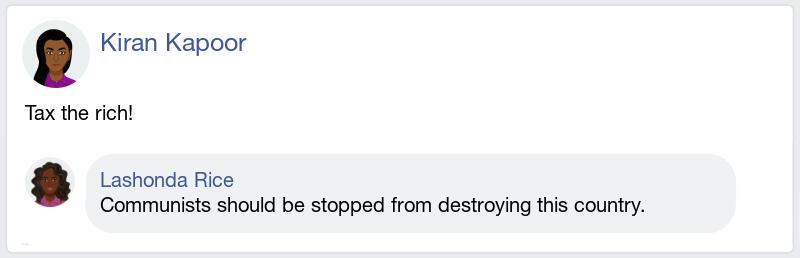 Kiran Kapoor
Tax the rich!
Lashonda Rice
Communists should be stopped from destroying this country.